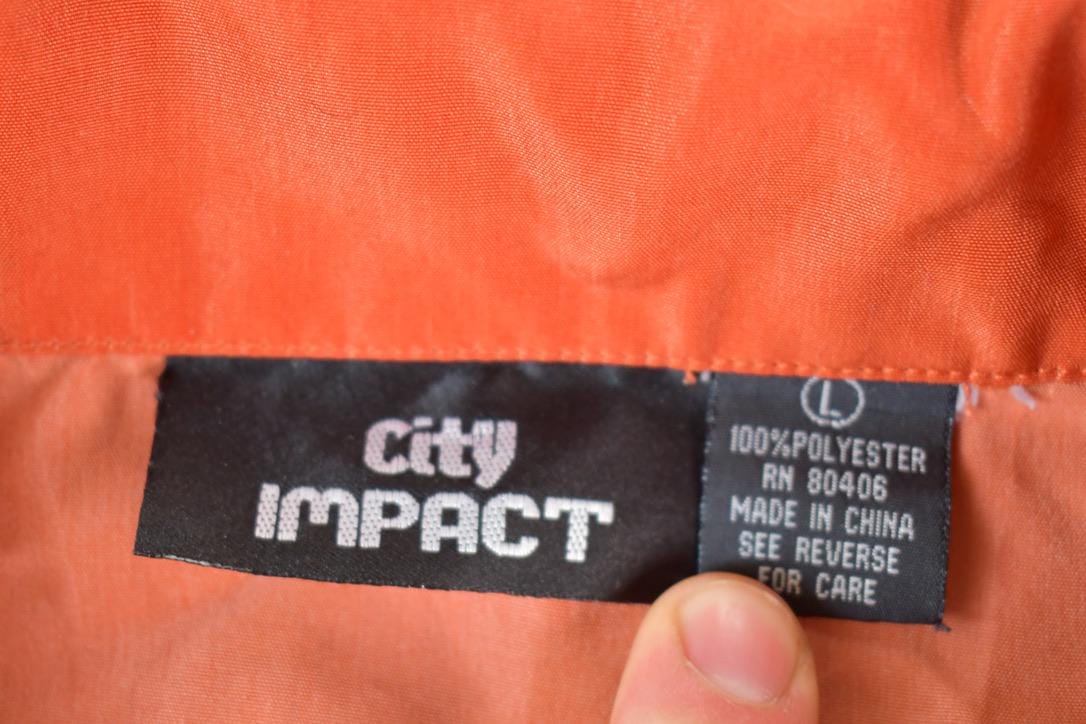 City
IMPACT
L
100%POLYESTER
RN 80406
MADE IN CHINA
SEE REVERSE
FOR CARE